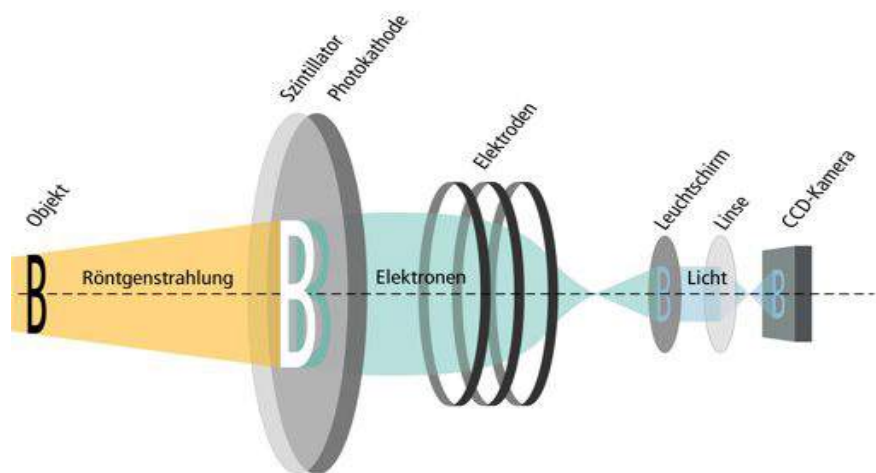 Objekt
B
Röntgenstrahlung
Szintillator
Photokathode
B
Elektronen
Elektroden
Leuchtschirm
B
Licht
Linse
CCD-Kamera
B